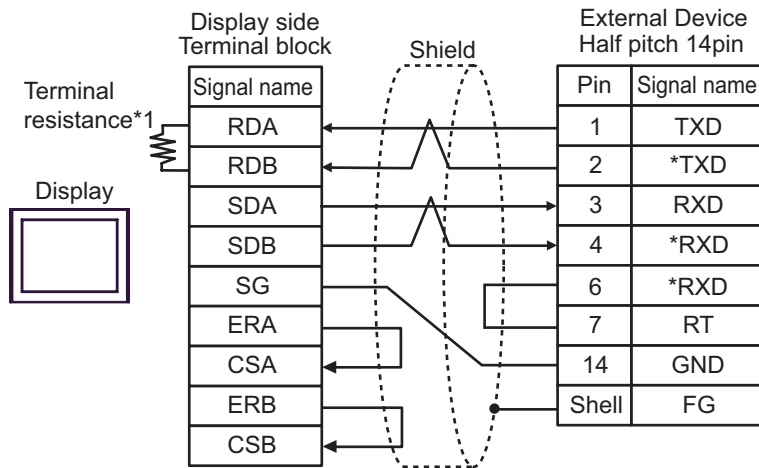 Display side
Terminal block
Shield
External Device
Half pitch 14pin
Terminal
resistance*1
Display
Signal name
RDA
RDB
SDA
SDB
SG
ERA
CSA
ERB
CSB
Pin Signal name
1 TXD
2 *TXD
3 RXD
4 *RXD
6 *RXD
7 RT
14 GND
Shell FG